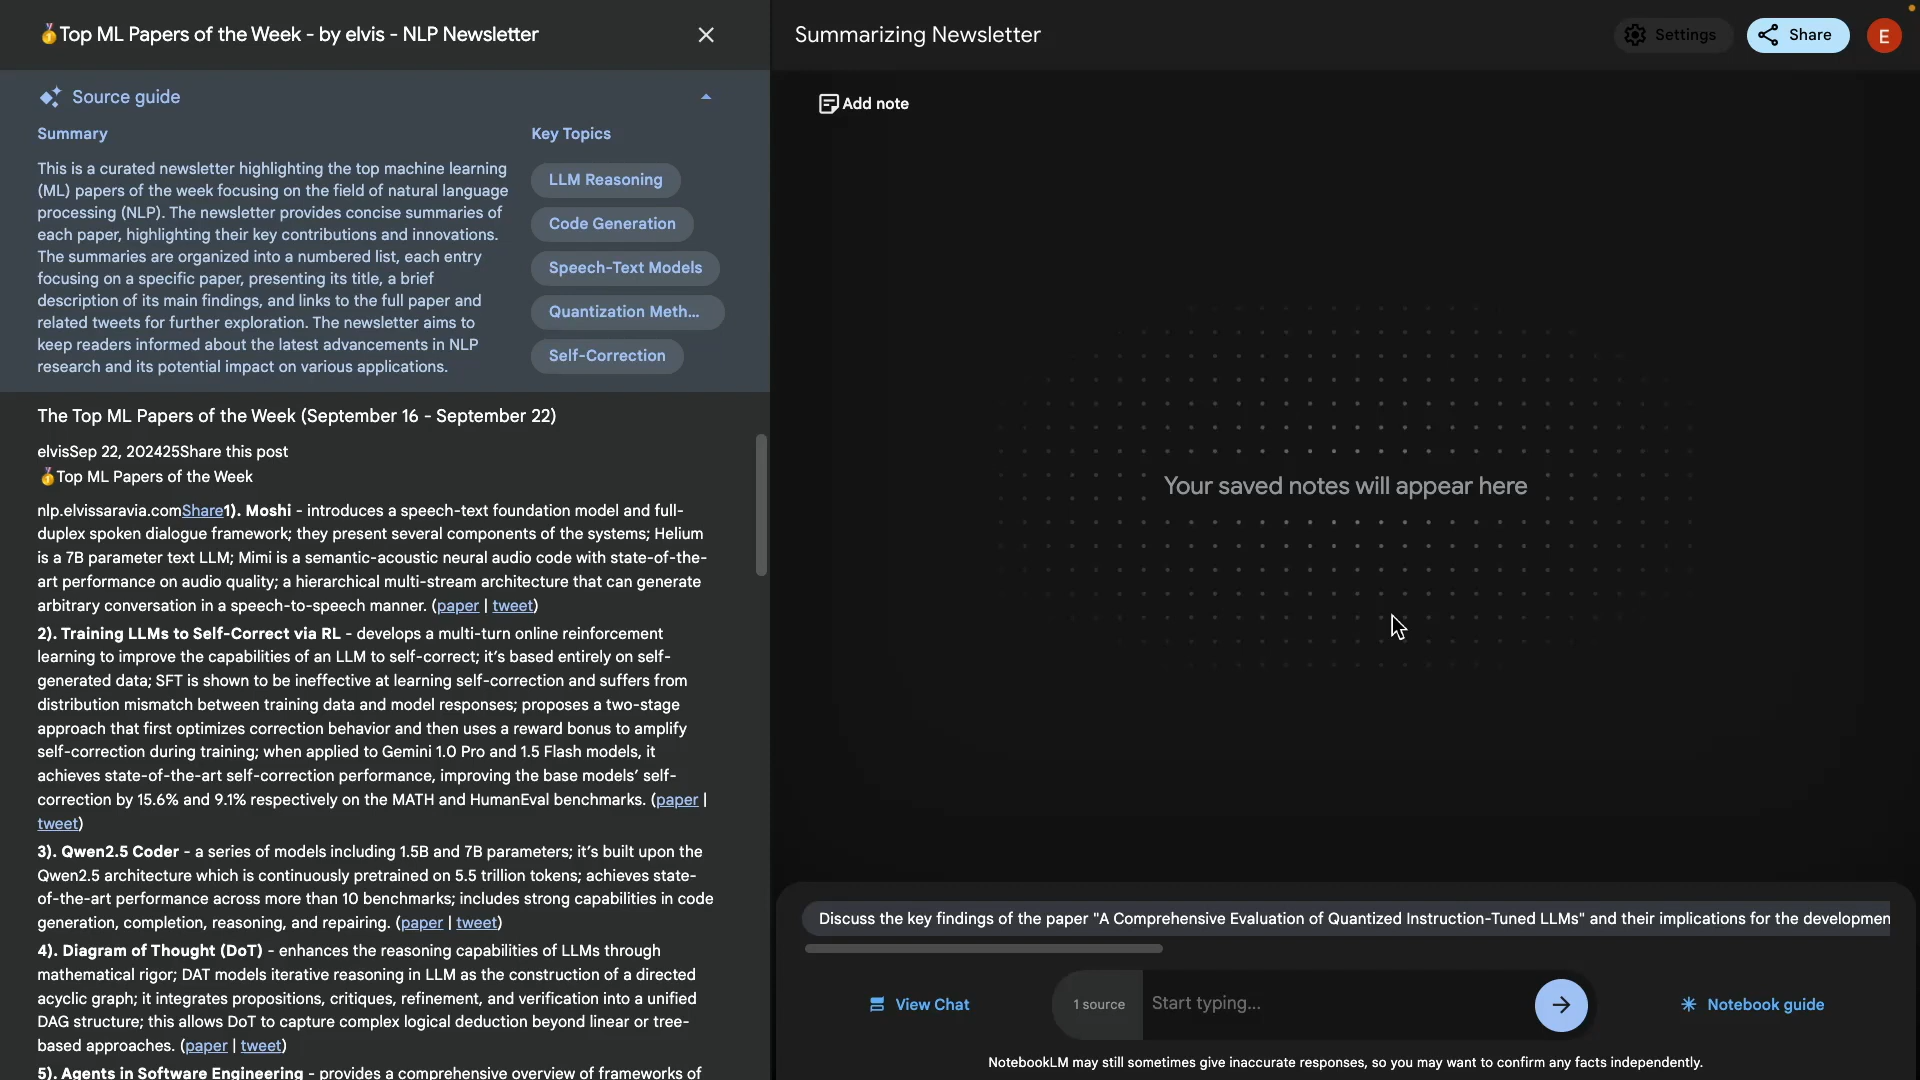 🥇Top ML Papers of the Week - by elvis - NLP Newsletter
Source guide
Summary
This is a curated newsletter highlighting the top machine learning
(ML) papers of the week focusing on the field of natural language
processing (NLP). The newsletter provides concise summaries of
each paper, highlighting their key contributions and innovations.
The summaries are organized into a numbered list, each entry
focusing on a specific paper, presenting its title, a brief
description of its main findings, and links to the full paper and
related tweets for further exploration. The newsletter aims to
keep readers informed about the latest advancements in NLP
research and its potential impact on various applications.
Key Topics
LLM Reasoning
Code Generation
Speech-Text Models
Quantization Meth...
Self-Correction
The Top ML Papers of the Week (September 16 - September 22)
elvisSep 22, 202425Share this post
🥇Top ML Papers of the Week
nlp.elvissaravia.comShare1). Moshi - introduces a speech-text foundation model and full-
duplex spoken dialogue framework; they present several components of the systems; Helium
is a 7B parameter text LLM; Mimi is a semantic-acoustic neural audio code with state-of-the-
art performance on audio quality; a hierarchical multi-stream architecture that can generate
arbitrary conversation in a speech-to-speech manner. (paper | tweet)
2). Training LLMs to Self-Correct via RL - develops a multi-turn online reinforcement
learning to improve the capabilities of an LLM to self-correct; it's based entirely on self-
generated data; SFT is shown to be ineffective at learning self-correction and suffers from
distribution mismatch between training data and model responses; proposes a two-stage
approach that first optimizes correction behavior and then uses a reward bonus to amplify
self-correction during training; when applied to Gemini 1.0 Pro and 1.5 Flash models, it
achieves state-of-the-art self-correction performance, improving the base models' self-
correction by 15.6% and 9.1% respectively on the MATH and HumanEval benchmarks. (paper |
tweet)
3). Qwen2.5 Coder - a series of models including 1.5B and 7B parameters; it's built upon the
Qwen2.5 architecture which is continuously pretrained on 5.5 trillion tokens; achieves state-
of-the-art performance across more than 10 benchmarks; includes strong capabilities in code
generation, completion, reasoning, and repairing. (paper | tweet)
4). Diagram of Thought (DoT) - enhances the reasoning capabilities of LLMs through
mathematical rigor; DAT models iterative reasoning in LLM as the construction of a directed
acyclic graph; it integrates propositions, critiques, refinement, and verification into a unified
DAG structure; this allows DoT to capture complex logical deduction beyond linear or tree-
based approaches. (paper | tweet)
5). Agents in Software Engineering - provides a comprehensive overview of frameworks of
Summarizing Newsletter
Settings
Share
E
Add note
Your saved notes will appear here
Discuss the key findings of the paper "A Comprehensive Evaluation of Quantized Instruction-Tuned LLMs" and their implications for the developmen
View Chat
1 source
Start typing...
Notebook guide
NotebookLM may still sometimes give inaccurate responses, so you may want to confirm any facts independently.